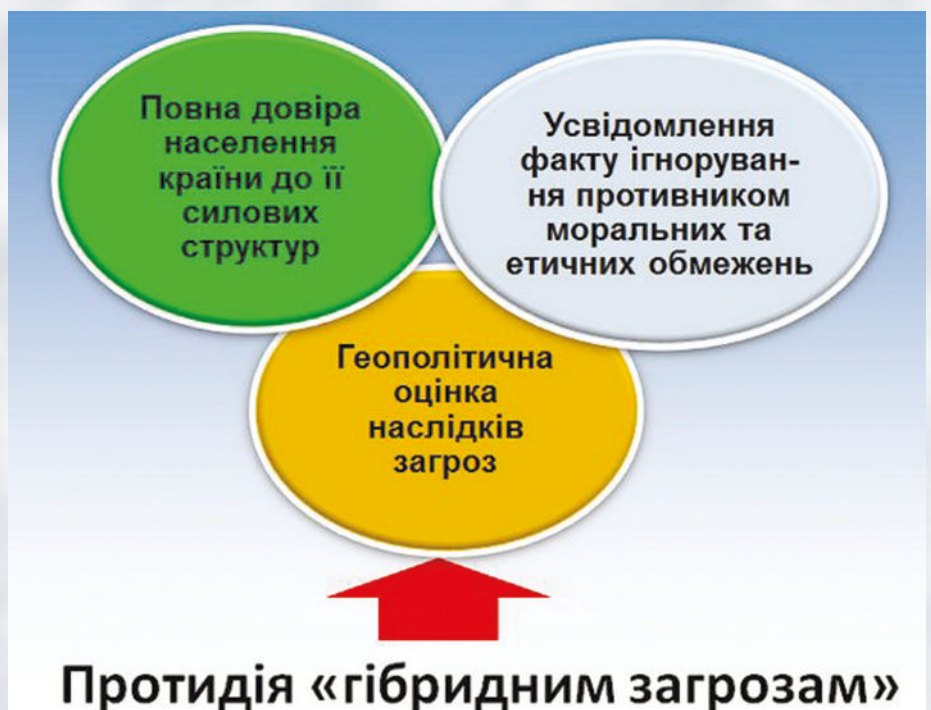 Повна довіра
населення
країни до її
силових
структур
Усвідомлення
факту ігноруван-
ня противником
моральних та
етичних обмежень
Геополітична
оцінка
наслідків
загроз
Протидія «гібридним загрозам»